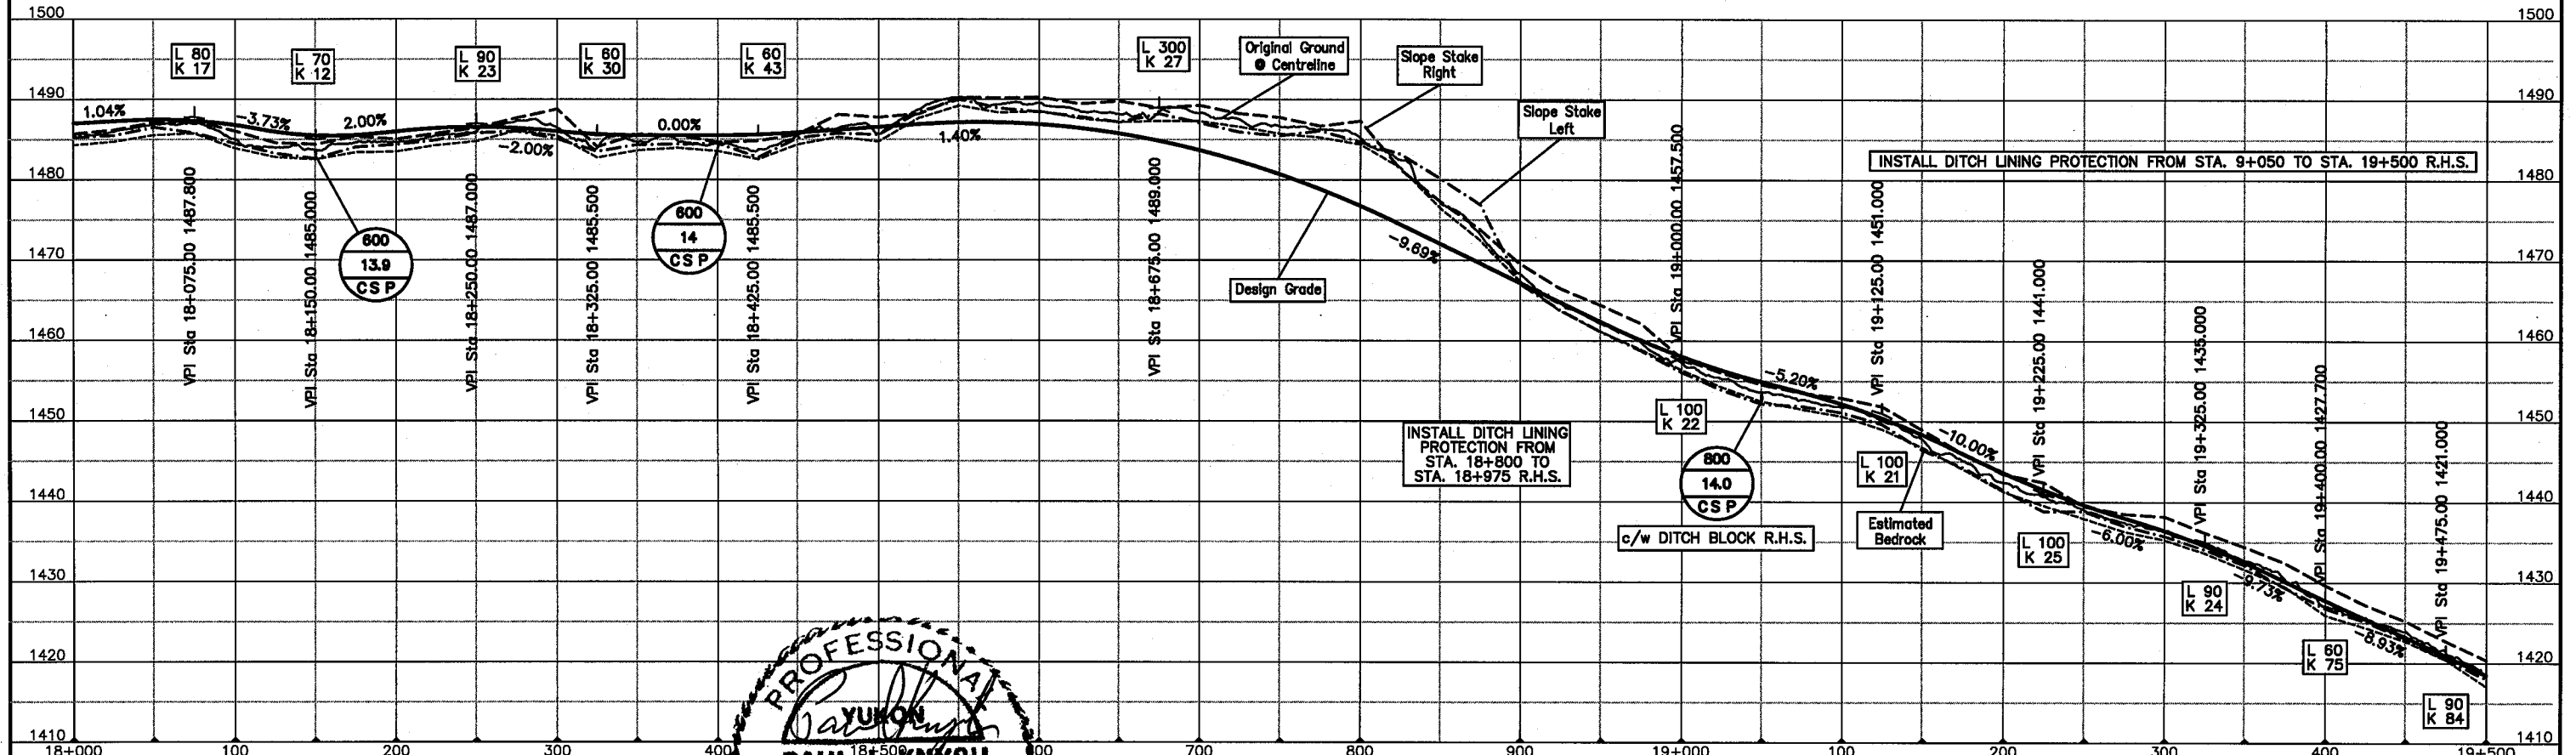 1500
1490
1480
1470
1460
1450
1440
1430
1420
1410
1500
1490
1480
1470
1460
1450
1440
1430
1420
1410
L 80
K 17
L 70
K 12
L 90
K 23
L 60
K 30
L 60
K 43
L 300
K 27
Original Ground
@ Centreline
Slope Stake
Right
Slope Stake
Left
1.04%
-3.73%
2.00%
-2.00%
0.00%
1.40%
-9.69%
-5.20%
-10.00%
-6.00%
-9.73%
-8.93%
INSTALL DITCH LINING PROTECTION FROM STA. 9+050 TO STA. 19+500 R.H.S.
VPI Sta 18+075.00 1487.800
VPI Sta 18+150.00 1485.000
VPI Sta 18+250.00 1487.000
VPI Sta 18+325.00 1485.500
VPI Sta 18+425.00 1485.500
VPI Sta 18+675.00 1489.000
VPI Sta 19+000.00 1457.500
VPI Sta 19+125.00 1451.000
VPI Sta 19+225.00 1441.000
VPI Sta 19+325.00 1435.000
VPI Sta 19+400.00 1427.700
VPI Sta 19+475.00 1421.000
600
13.9
CSP
600
14
CSP
Design Grade
INSTALL DITCH LINING
PROTECTION FROM
STA. 18+800 TO
STA. 18+975 R.H.S.
L 100
K 22
800
14.0
CSP
c/w DITCH BLOCK R.H.S.
L 100
K 21
Estimated
Bedrock
L 100
K 25
L 90
K 24
L 60
K 75
L 90
K 84
PROFESSIONAL
YUKON
18+000 100 200 300 400 18+500 600 700 800 900 19+000 100 200 300 400 19+500